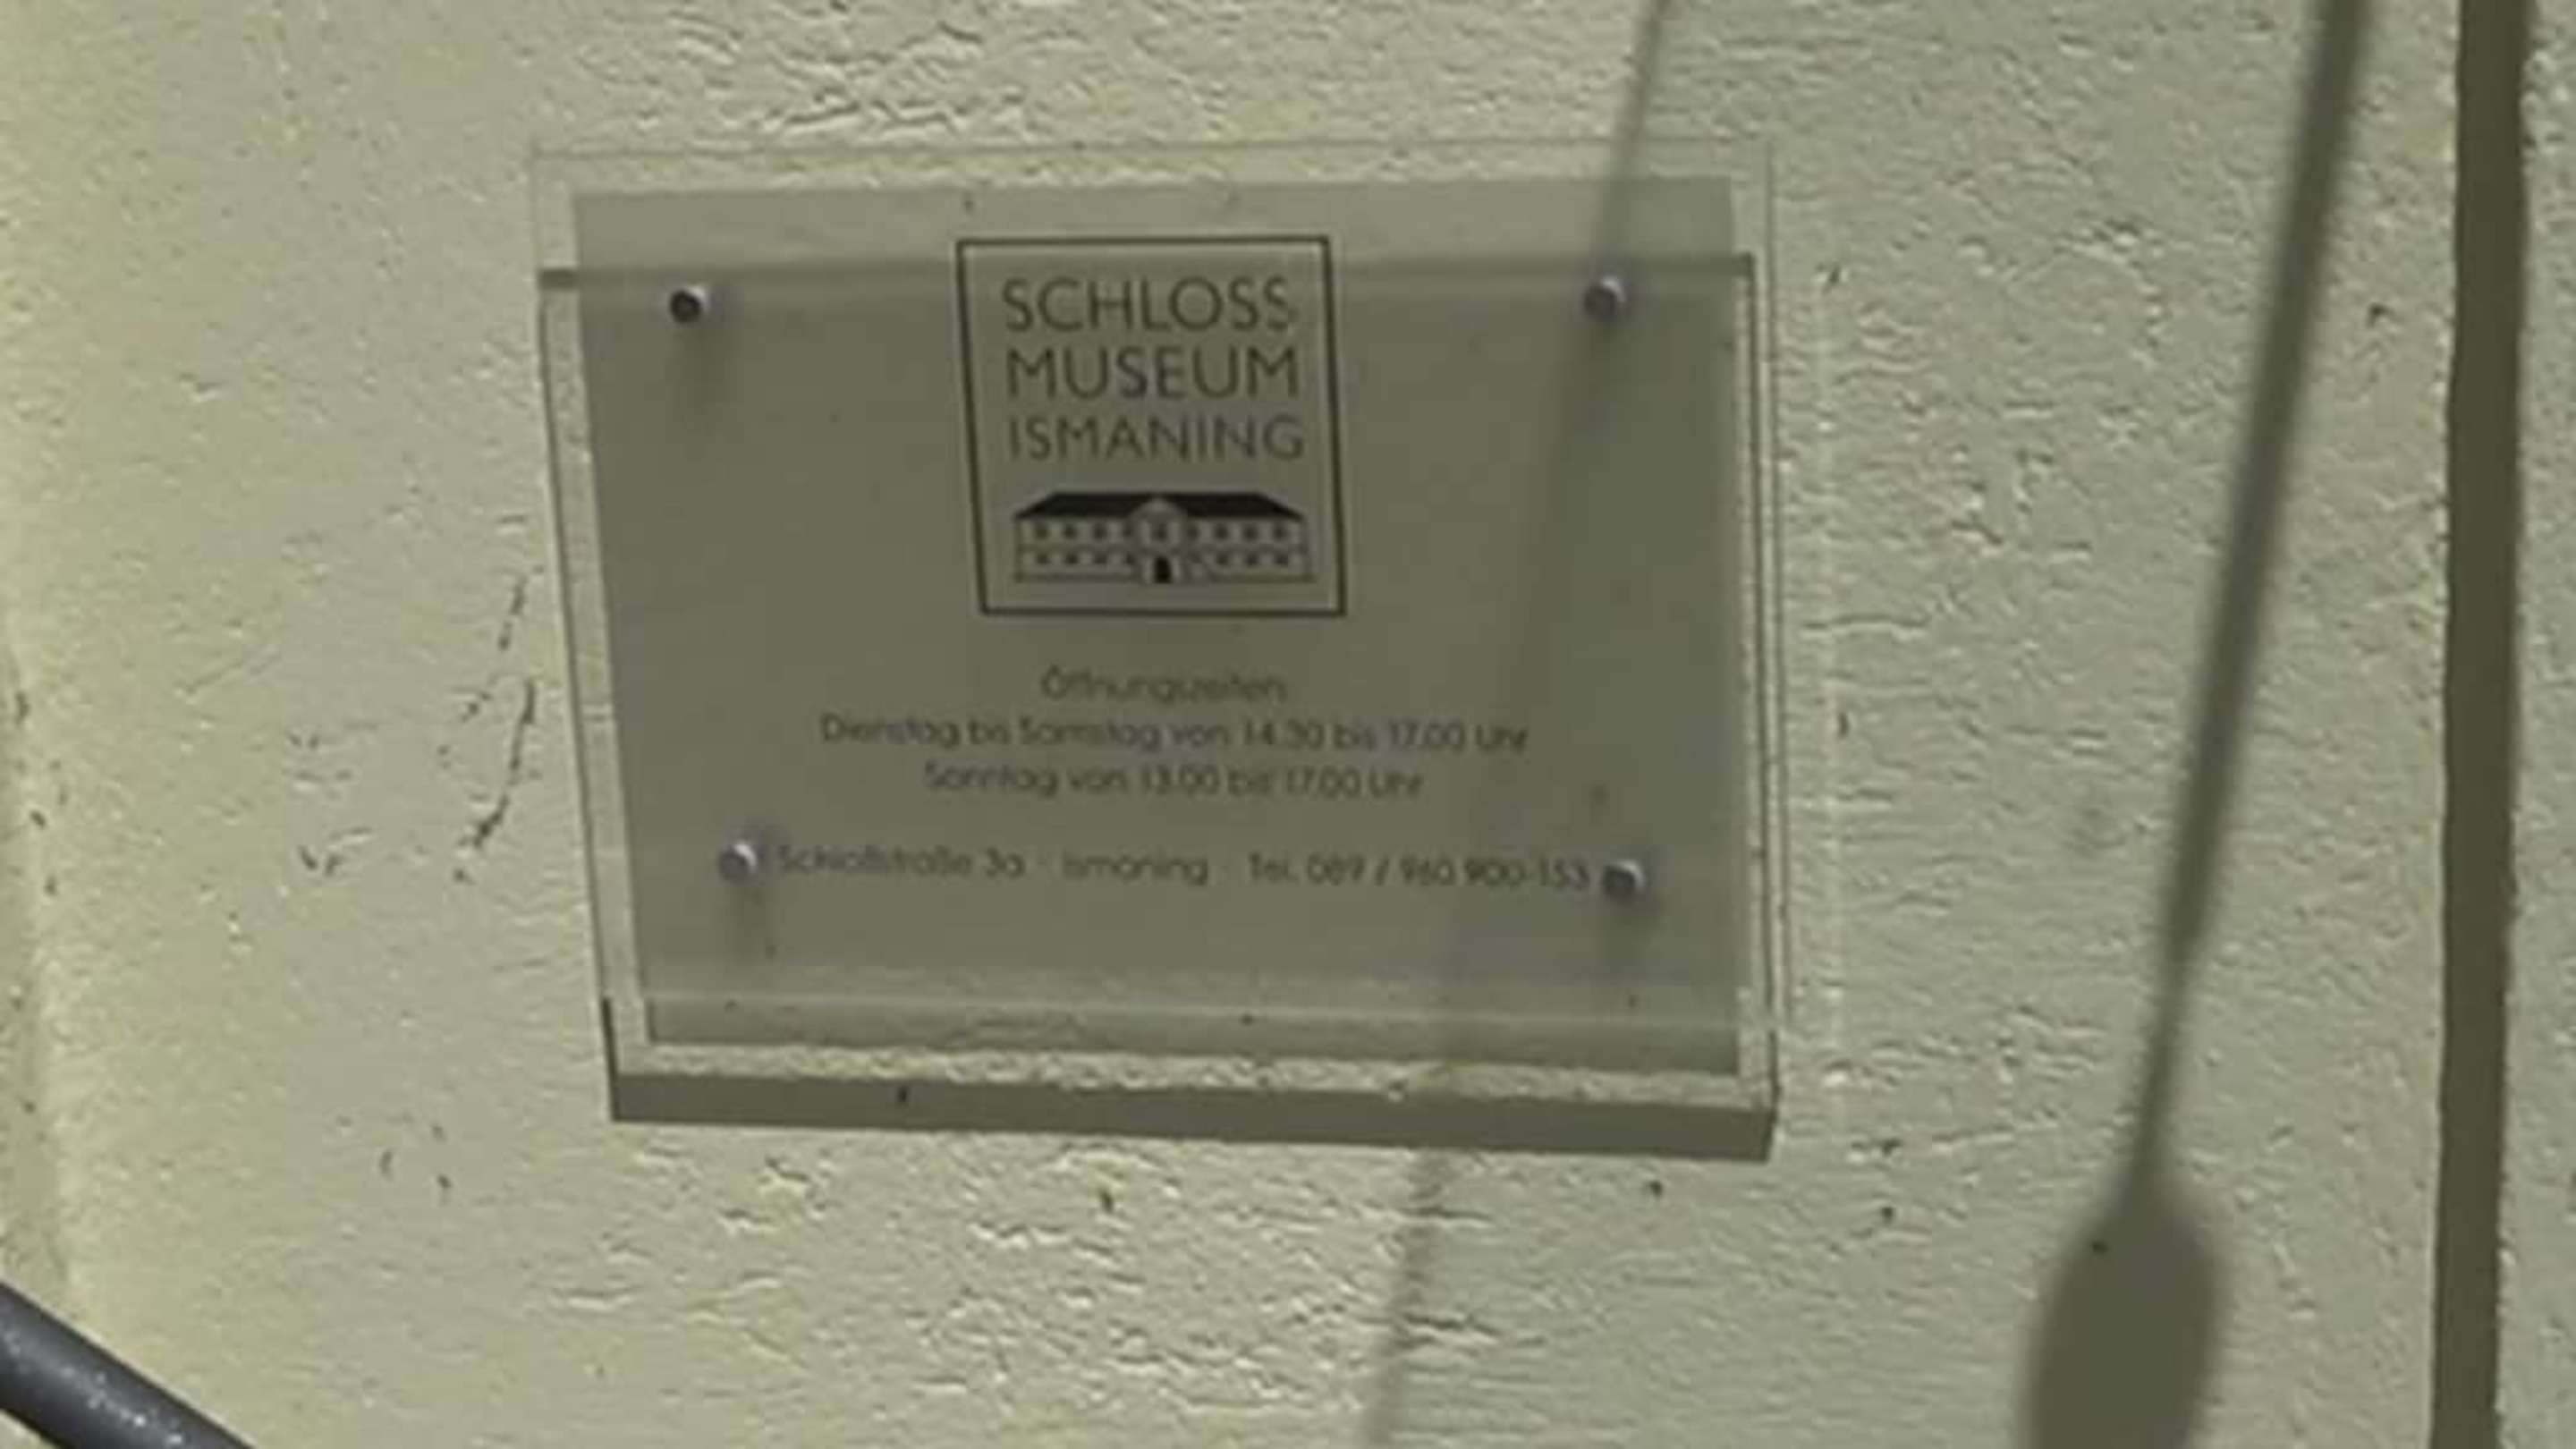 SCHLOSS
MUSEUM
ISMANING
Öffnungszeiten
Dienstag bis Samstag von 14.30 bis 17.00 Uhr
Sonntag von 13.00 bis 17.00 Uhr
Schloßstraße 3a · Ismaning · Tel. 089 / 960 900-153